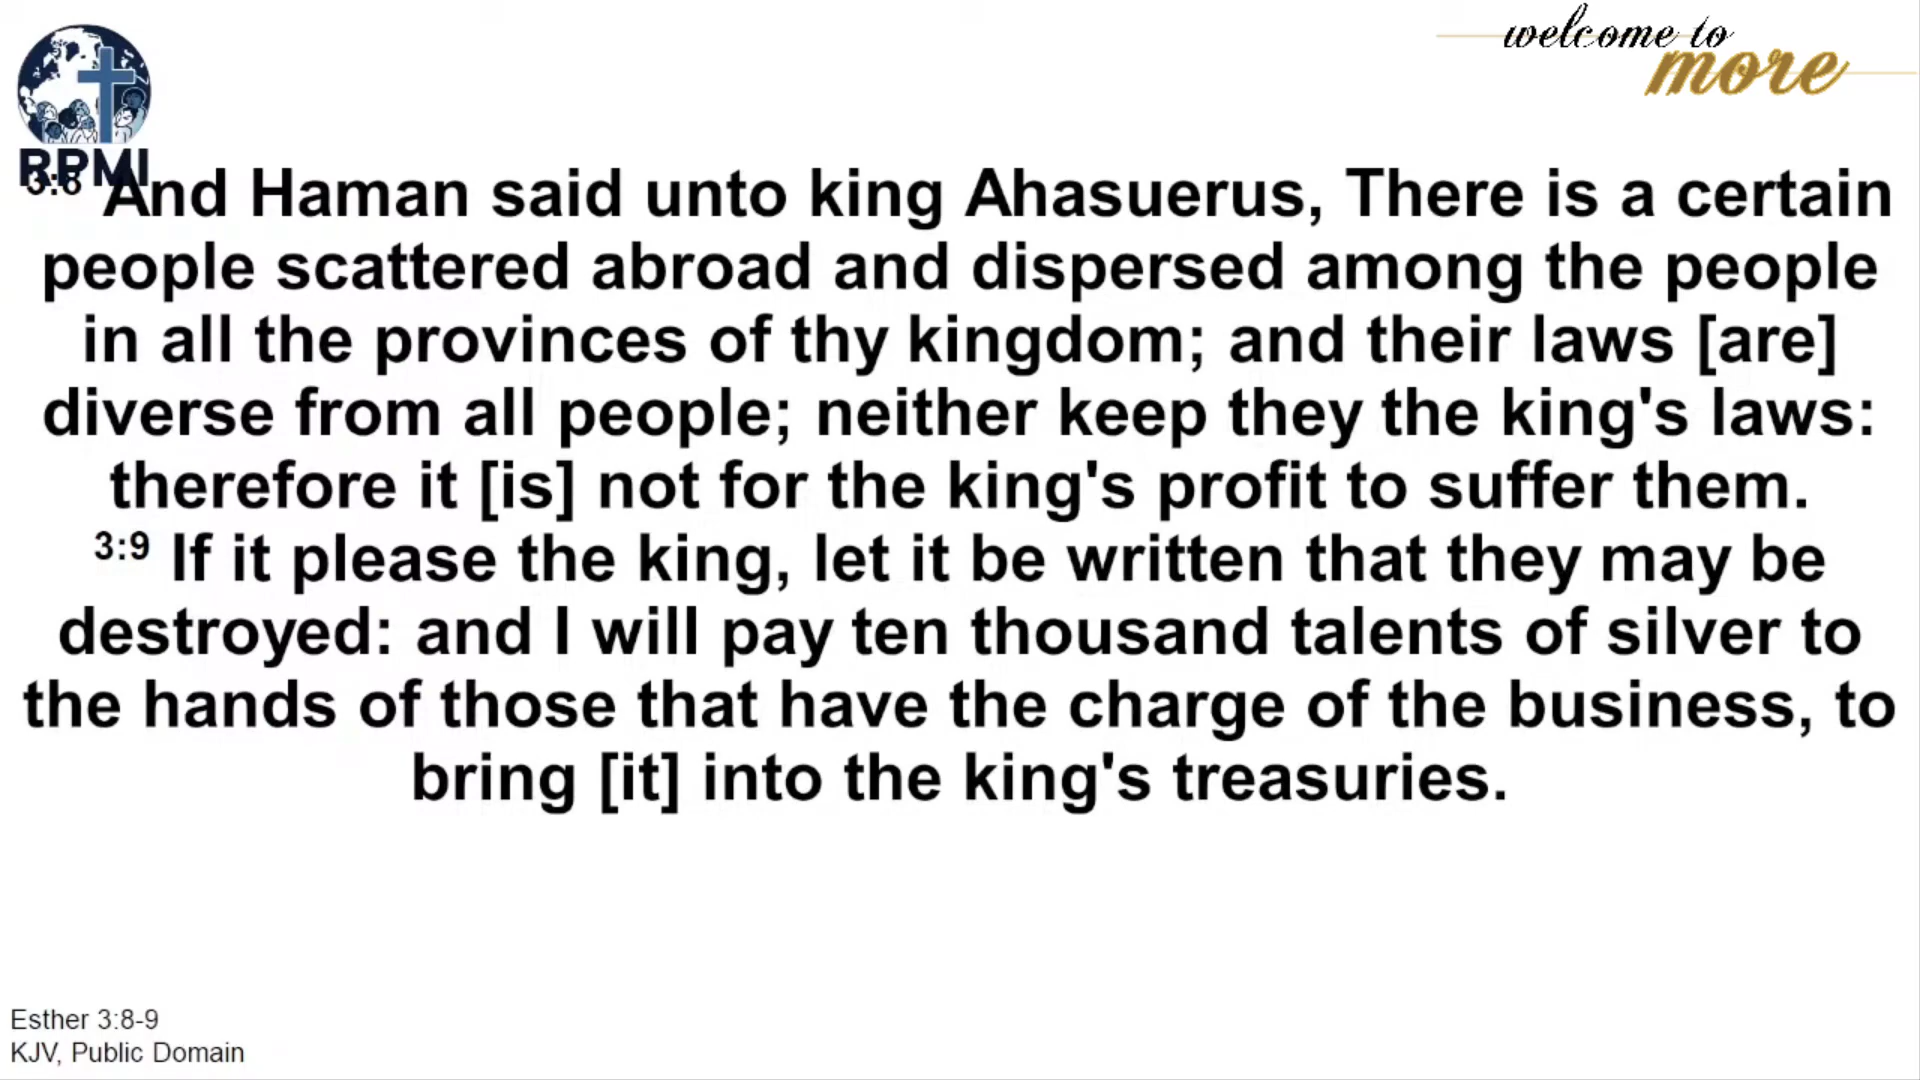 welcome to
more
RPMI
3:8 And Haman said unto king Ahasuerus, There is a certain
people scattered abroad and dispersed among the people
in all the provinces of thy kingdom; and their laws [are]
diverse from all people; neither keep they the king's laws:
therefore it [is] not for the king's profit to suffer them.
3:9 If it please the king, let it be written that they may be
destroyed: and I will pay ten thousand talents of silver to
the hands of those that have the charge of the business, to
bring [it] into the king's treasuries.
Esther 3:8-9
KJV, Public Domain